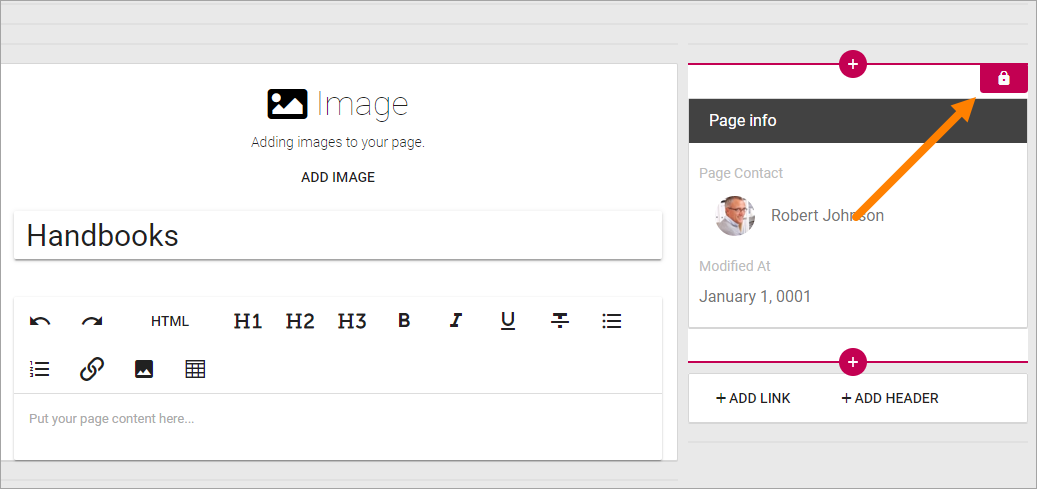 Image
Adding images to your page.
ADD IMAGE
Handbooks
HTML H1 H2 H3 B I U T
Put your page content here...
Page info
Page Contact
Robert Johnson
Modified At
January 1, 0001
+ ADD LINK + ADD HEADER